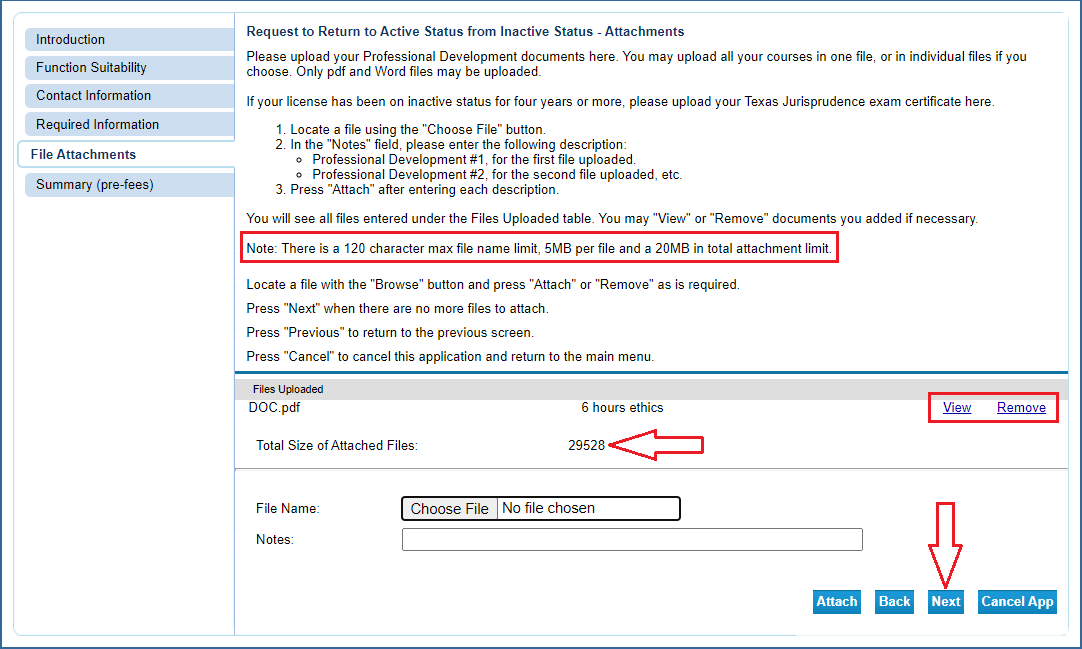 Introduction
Function Suitability
Contact Information
Required Information
File Attachments
Summary (pre-fees)
Request to Return to Active Status from Inactive Status - Attachments
Please upload your Professional Development documents here. You may upload all your courses in one file, or in individual files if you
choose. Only pdf and Word files may be uploaded.
If your license has been on inactive status for four years or more, please upload your Texas Jurisprudence exam certificate here.
1. Locate a file using the "Choose File" button.
2. In the "Notes" field, please enter the following description:
Professional Development #1, for the first file uploaded.
Professional Development #2, for the second file uploaded, etc.
3. Press "Attach" after entering each description.
You will see all files entered under the Files Uploaded table. You may "View" or "Remove" documents you added if necessary.
Note: There is a 120 character max file name limit, 5MB per file and a 20MB in total attachment limit.
Locate a file with the "Browse" button and press "Attach" or "Remove" as is required.
Press "Next" when there are no more files to attach.
Press "Previous" to return to the previous screen.
Press "Cancel" to cancel this application and return to the main menu.
Files Uploaded
DOC.pdf 6 hours ethics View Remove
Total Size of Attached Files: 29528
File Name: Choose File No file chosen
Notes:
Attach Back Next Cancel App